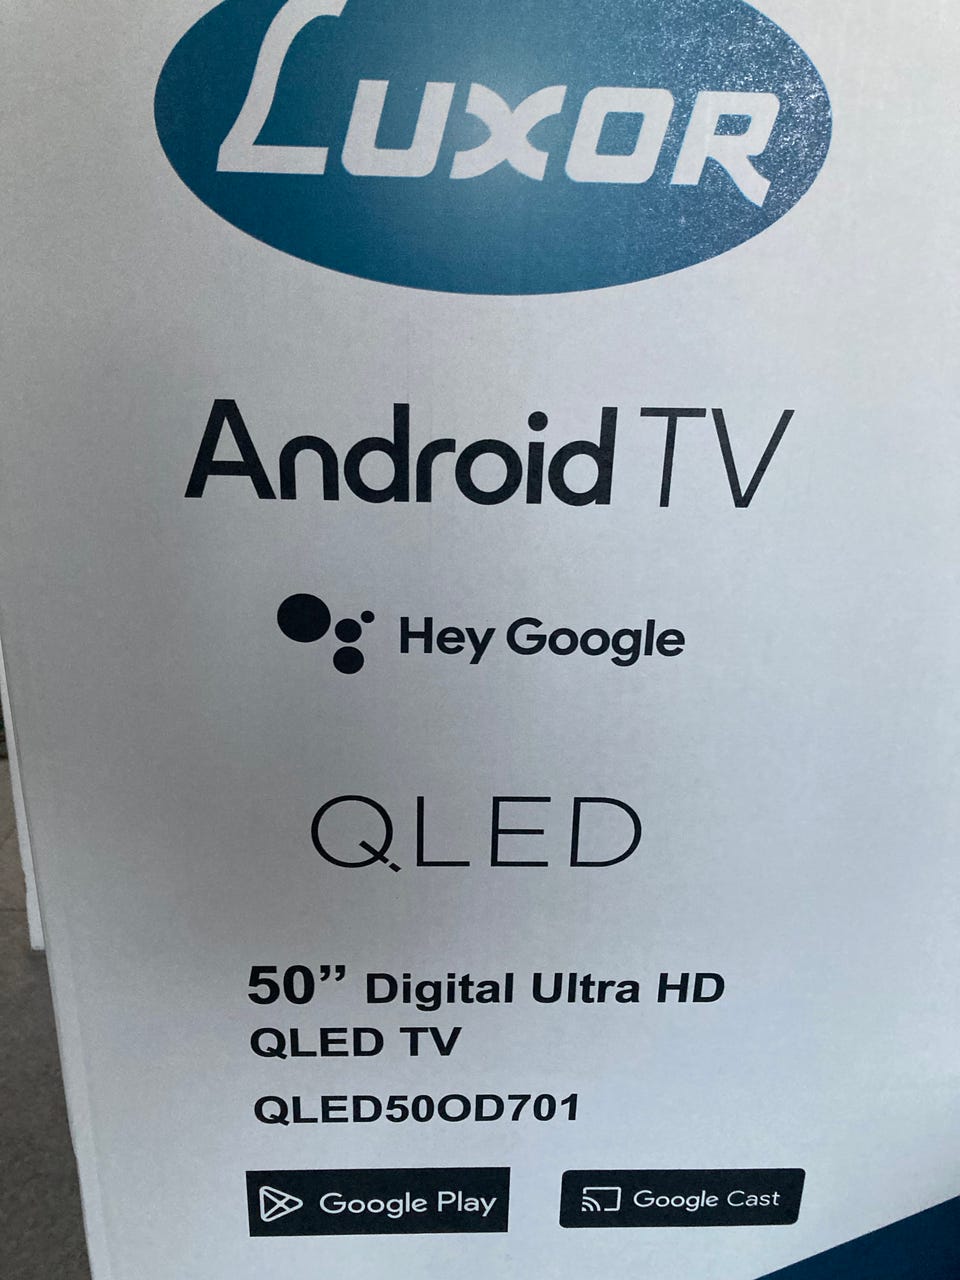 LUXOR
Android TV
Hey Google
QLED
50” Digital Ultra HD
QLED TV
QLED50OD701
Google Play
Google Cast